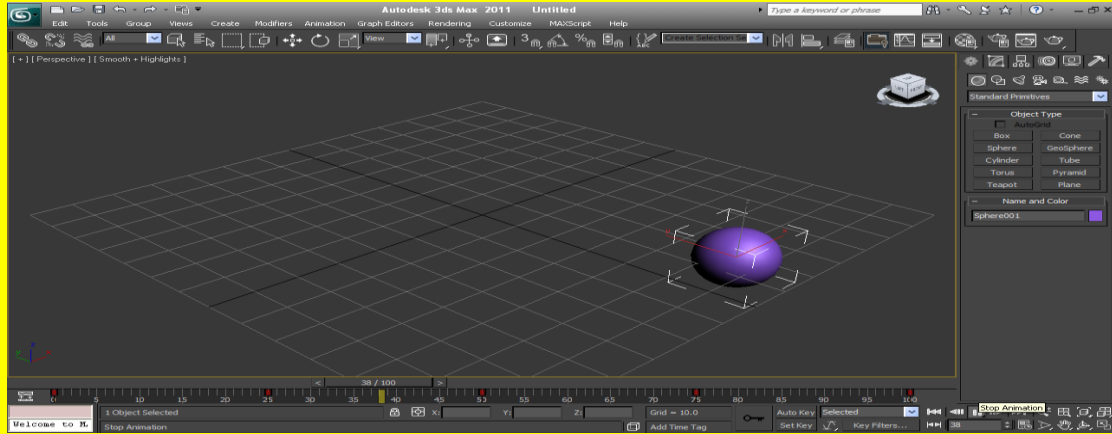 Autodesk 3ds Max 2011 Untitled
Type a keyword or phrase
Edit Tools Group Views Create Modifiers Animation Graph Editors Rendering Customize MAXScript Help
All View Create Selection Se
[ + ] [ Perspective ] [ Smooth + Highlights ]
Standard Primitives
Object Type
AutoGrid
Box Cone
Sphere GeoSphere
Cylinder Tube
Torus Pyramid
Teapot Plane
Name and Color
Sphere001
38 / 100
0 5 10 15 20 25 30 35 40 45 50 55 60 65 70 75 80 85 90 95 100
Stop Animation
1 Object Selected X: Y: Z: Grid = 10.0 Auto Key Selected
Welcome to M. Stop Animation Add Time Tag Set Key Key Filters... 38